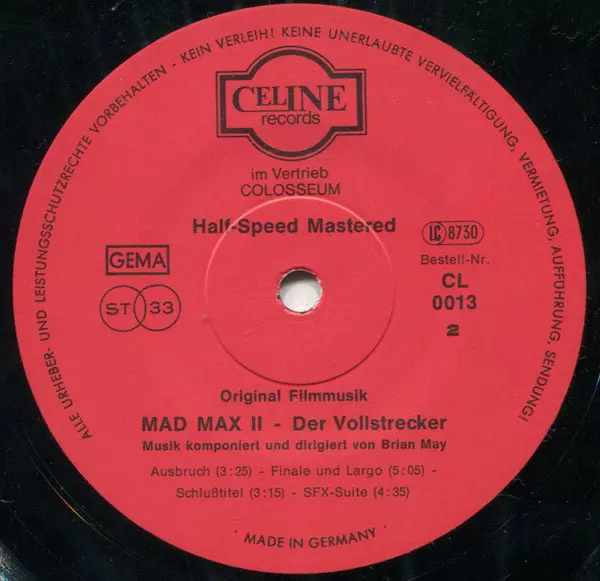 ALLE URHEBER- UND LEISTUNGSSCHUTZRECHTE VORBEHALTEN - KEIN VERLEIH! KEINE UNERLAUBTE VERVIELFÄLTIGUNG, VERMIETUNG, AUFFÜHRUNG, SENDUNG!
CELINE
records
im Vertrieb
COLOSSEUM
Half-Speed Mastered
LC 8730
GEMA
Bestell-Nr.
CL
0013
ST 33
2
Original Filmmusik
MAD MAX II - Der Vollstrecker
Musik komponiert und dirigiert von Brian May
Ausbruch (3:25) - Finale und Largo (5:05) -
Schlußtitel (3:15) - SFX-Suite (4:35)
· MADE IN GERMANY ·